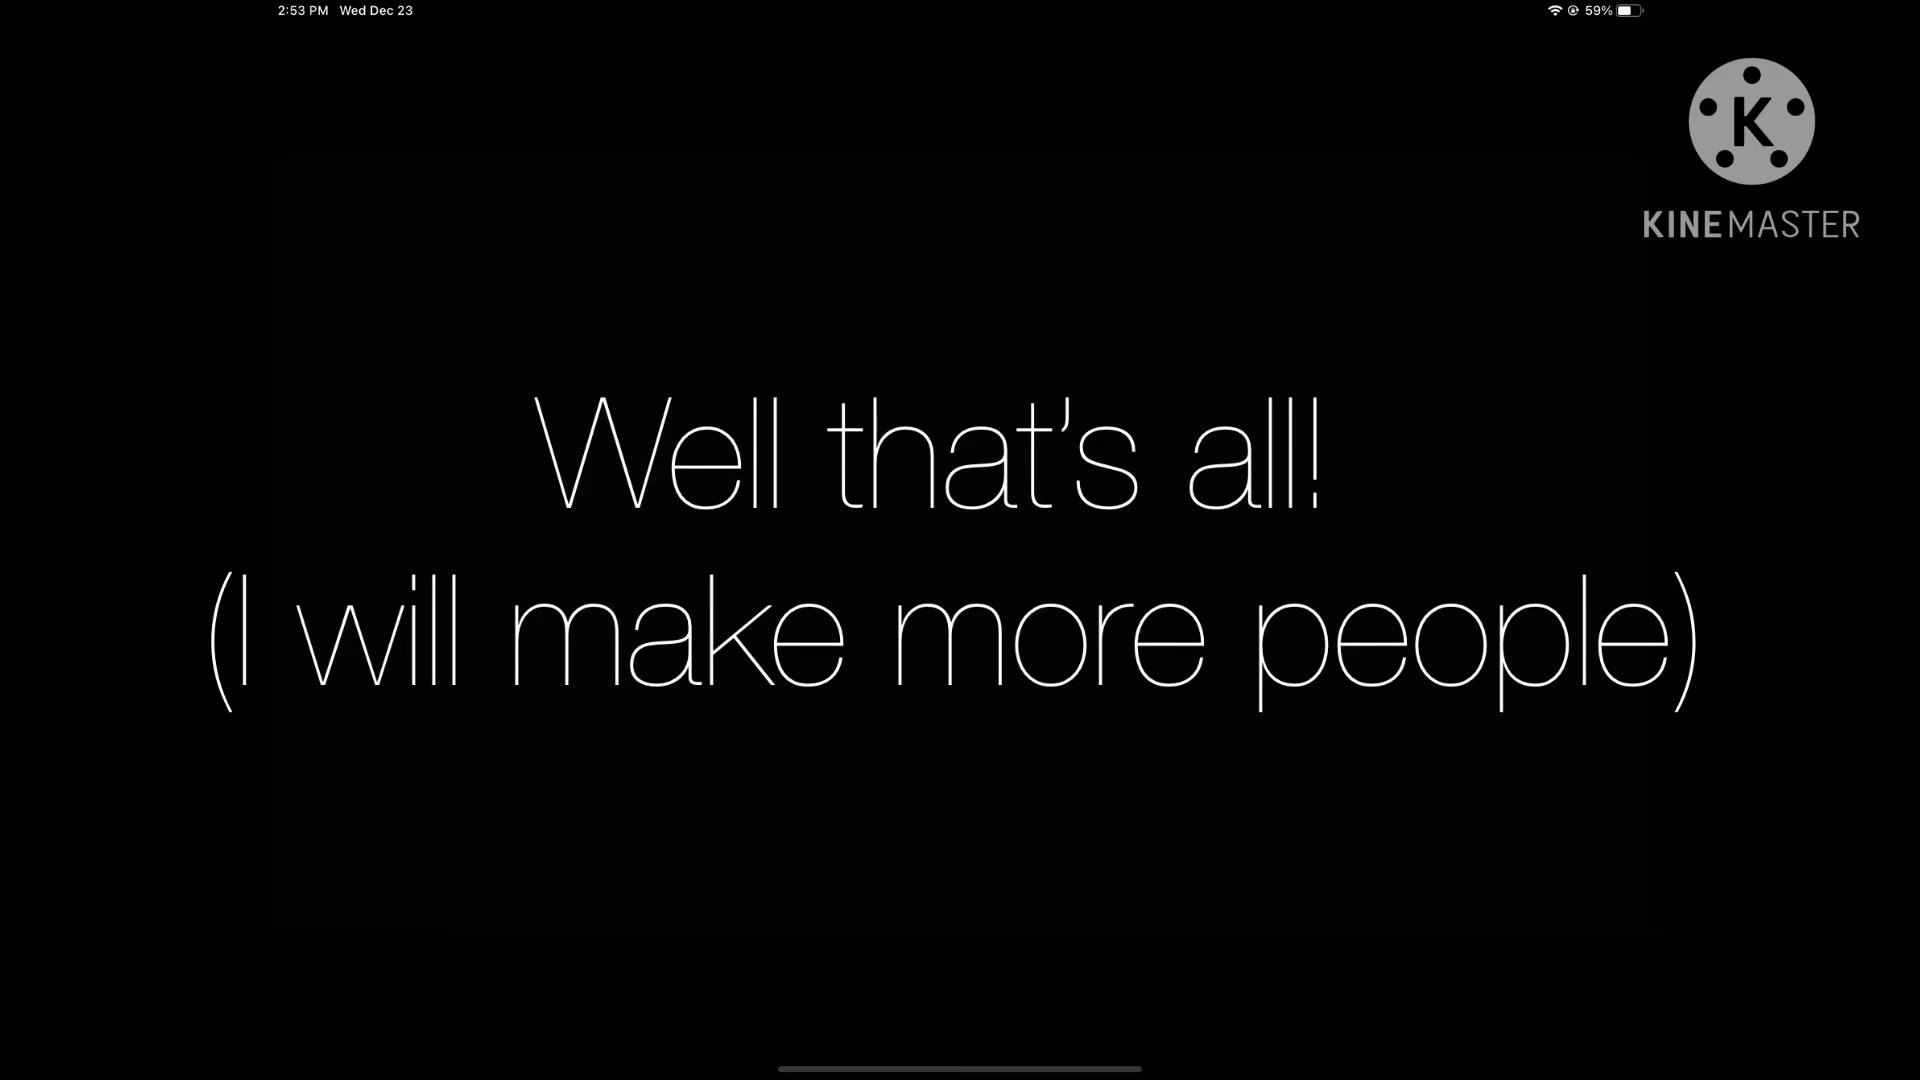 2:53 PM Wed Dec 23
59%
K
KINEMASTER
Well that's all!
(I will make more people)